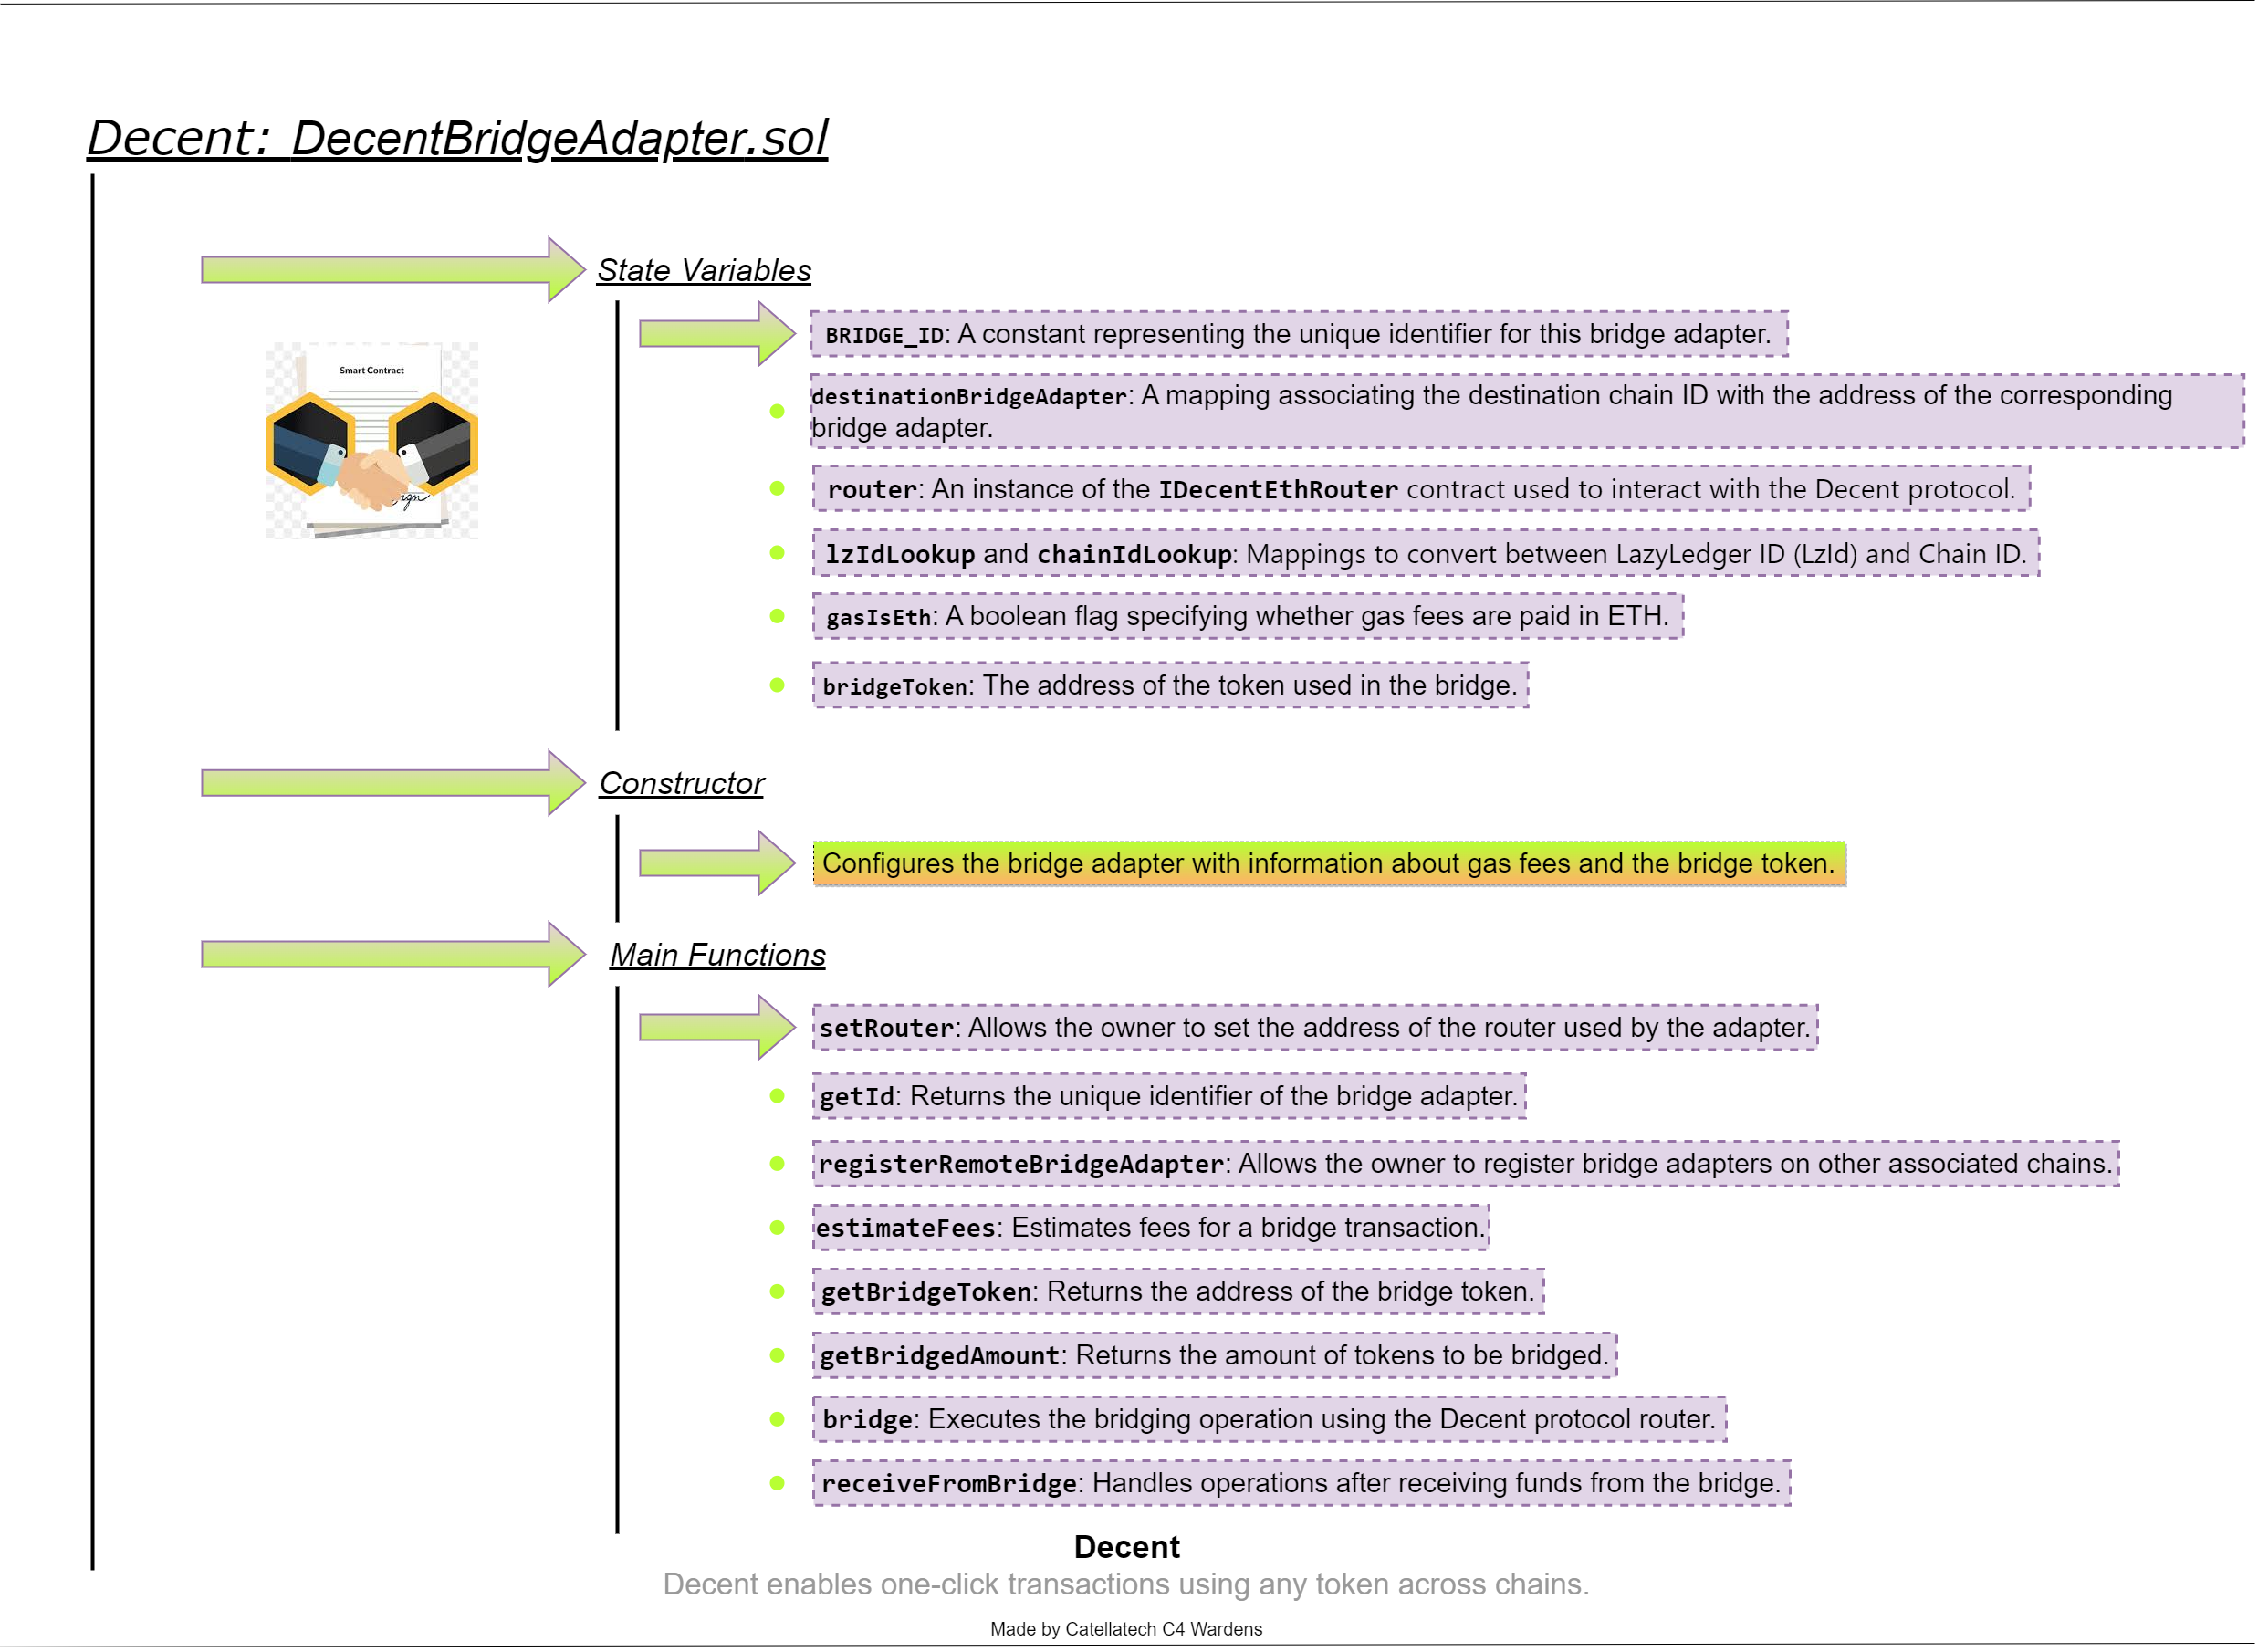 Decent: DecentBridgeAdapter.sol
State Variables
BRIDGE_ID: A constant representing the unique identifier for this bridge adapter.
Smart Contract
destinationBridgeAdapter: A mapping associating the destination chain ID with the address of the corresponding
bridge adapter.
router: An instance of the IDecentEthRouter contract used to interact with the Decent protocol.
lzIdLookup and chainIdLookup: Mappings to convert between LazyLedger ID (LzId) and Chain ID.
gasIsEth: A boolean flag specifying whether gas fees are paid in ETH.
bridgeToken: The address of the token used in the bridge.
Constructor
Configures the bridge adapter with information about gas fees and the bridge token.
Main Functions
setRouter: Allows the owner to set the address of the router used by the adapter.
getId: Returns the unique identifier of the bridge adapter.
registerRemoteBridgeAdapter: Allows the owner to register bridge adapters on other associated chains.
estimateFees: Estimates fees for a bridge transaction.
getBridgeToken: Returns the address of the bridge token.
getBridgedAmount: Returns the amount of tokens to be bridged.
bridge: Executes the bridging operation using the Decent protocol router.
receiveFromBridge: Handles operations after receiving funds from the bridge.
Decent
Decent enables one-click transactions using any token across chains.
Made by Catellatech C4 Wardens